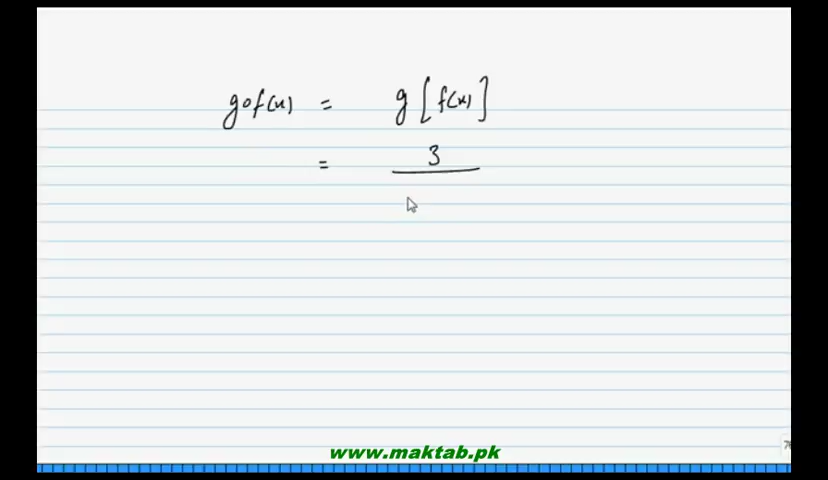 gof(x) = g[f(x)]
= 3
www.maktab.pk